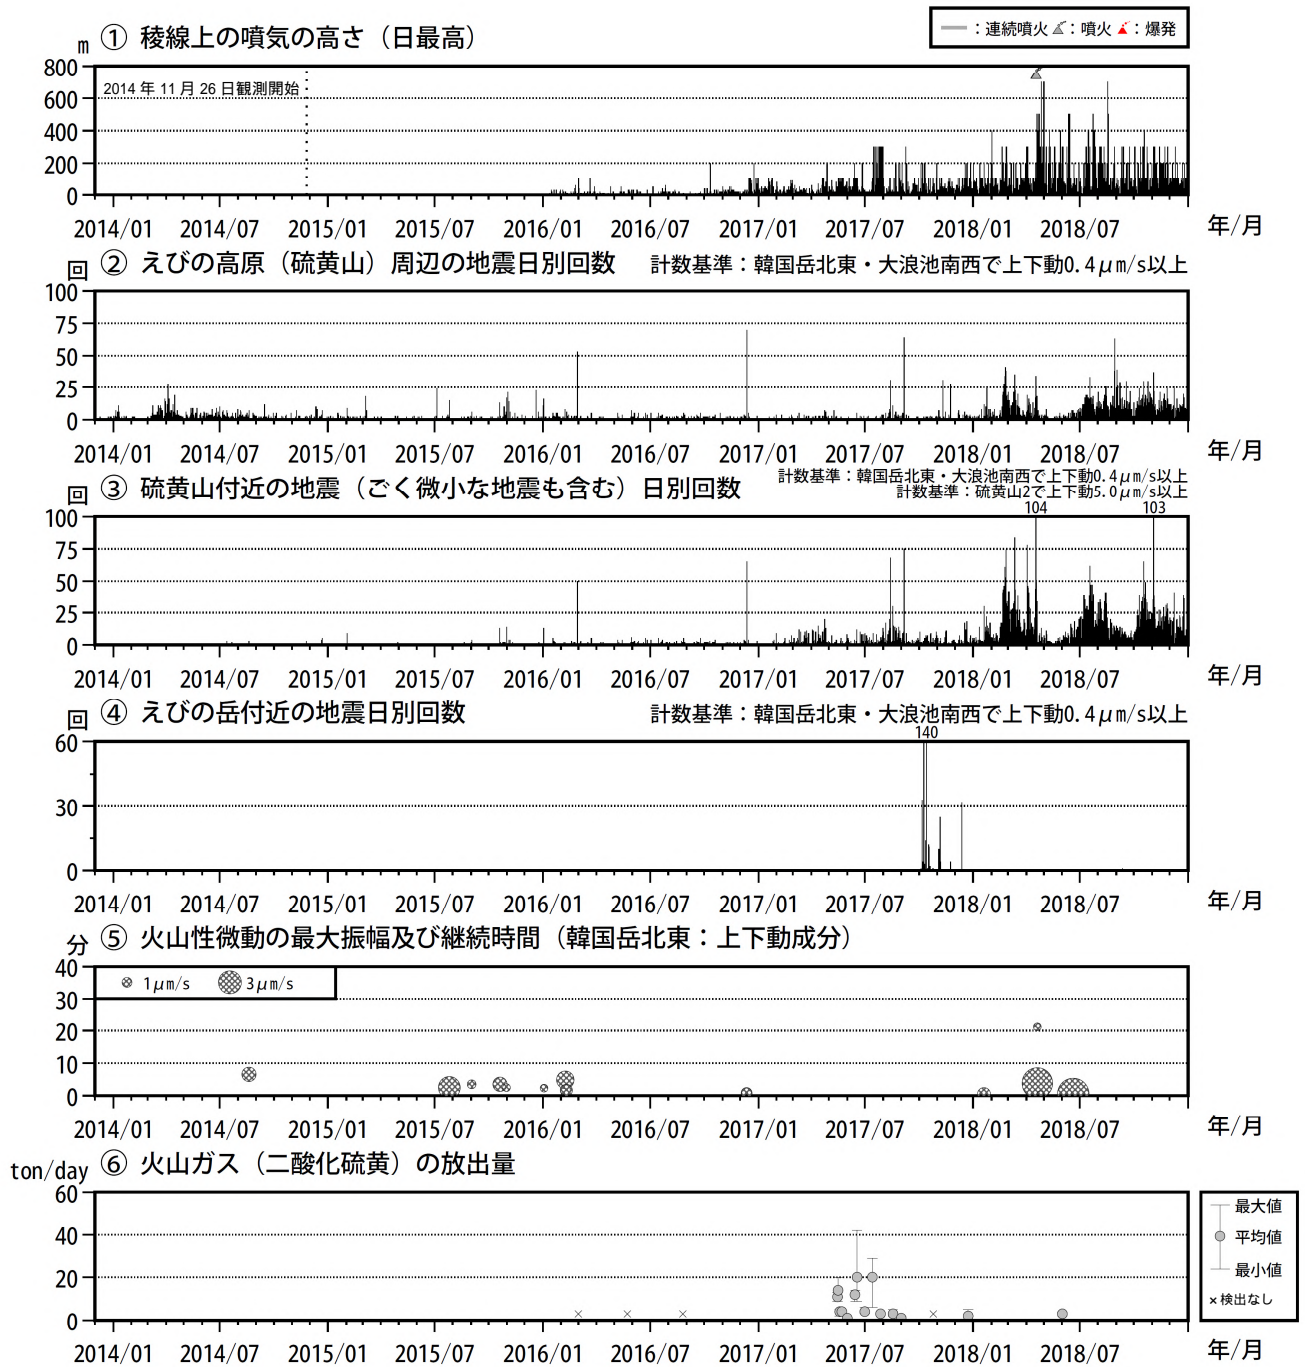 m ① 稜線上の噴気の高さ（日最高）
：連続噴火 ：噴火 ：爆発
800
2014 年 11 月 26 日観測開始
600
400
200
0
2014/01 2014/07 2015/01 2015/07 2016/01 2016/07 2017/01 2017/07 2018/01 2018/07 年/月
回 ② えびの高原（硫黄山）周辺の地震日別回数 計数基準：韓国岳北東・大浪池南西で上下動0.4μm/s以上
100
75
50
25
0
2014/01 2014/07 2015/01 2015/07 2016/01 2016/07 2017/01 2017/07 2018/01 2018/07 年/月
回 ③ 硫黄山付近の地震（ごく微小な地震も含む）日別回数
計数基準：韓国岳北東・大浪池南西で上下動0.4μm/s以上
計数基準：硫黄山2で上下動5.0μm/s以上
104 103
100
75
50
25
0
2014/01 2014/07 2015/01 2015/07 2016/01 2016/07 2017/01 2017/07 2018/01 2018/07 年/月
回 ④ えびの岳付近の地震日別回数 計数基準：韓国岳北東・大浪池南西で上下動0.4μm/s以上
140
60
30
0
2014/01 2014/07 2015/01 2015/07 2016/01 2016/07 2017/01 2017/07 2018/01 2018/07 年/月
分 ⑤ 火山性微動の最大振幅及び継続時間（韓国岳北東：上下動成分）
40
1μm/s 3μm/s
30
20
10
0
2014/01 2014/07 2015/01 2015/07 2016/01 2016/07 2017/01 2017/07 2018/01 2018/07 年/月
ton/day ⑥ 火山ガス（二酸化硫黄）の放出量
60
40
20
0
最大値
平均値
最小値
×検出なし
2014/01 2014/07 2015/01 2015/07 2016/01 2016/07 2017/01 2017/07 2018/01 2018/07 年/月